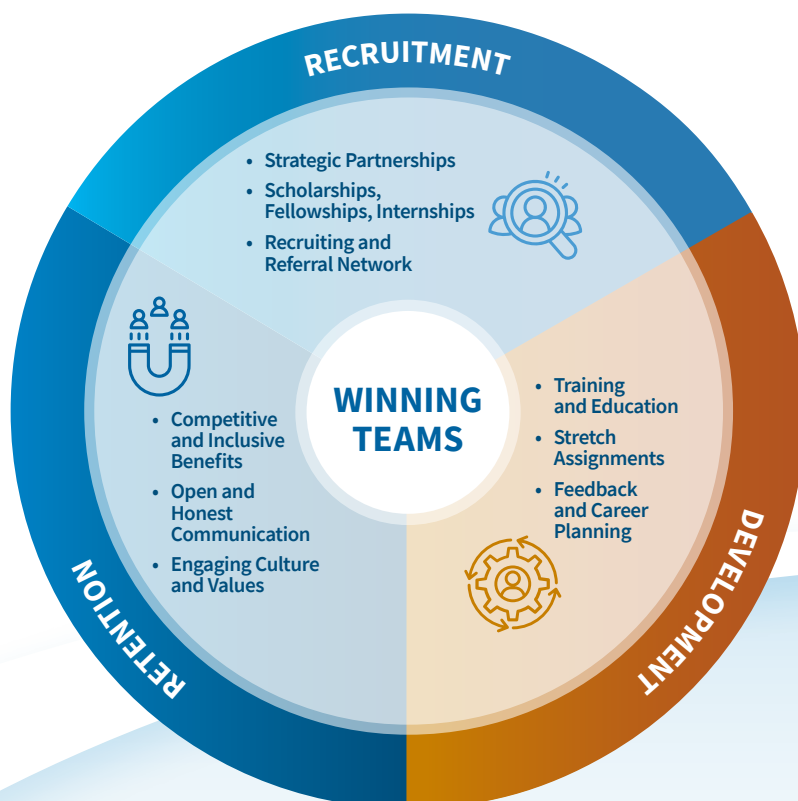 RECRUITMENT
• Strategic Partnerships
• Scholarships,
Fellowships, Internships
• Recruiting and
Referral Network
WINNING
TEAMS
• Training
and Education
• Stretch
Assignments
• Feedback
and Career
Planning
DEVELOPMENT
• Competitive
and Inclusive
Benefits
• Open and
Honest
Communication
• Engaging Culture
and Values
RETENTION